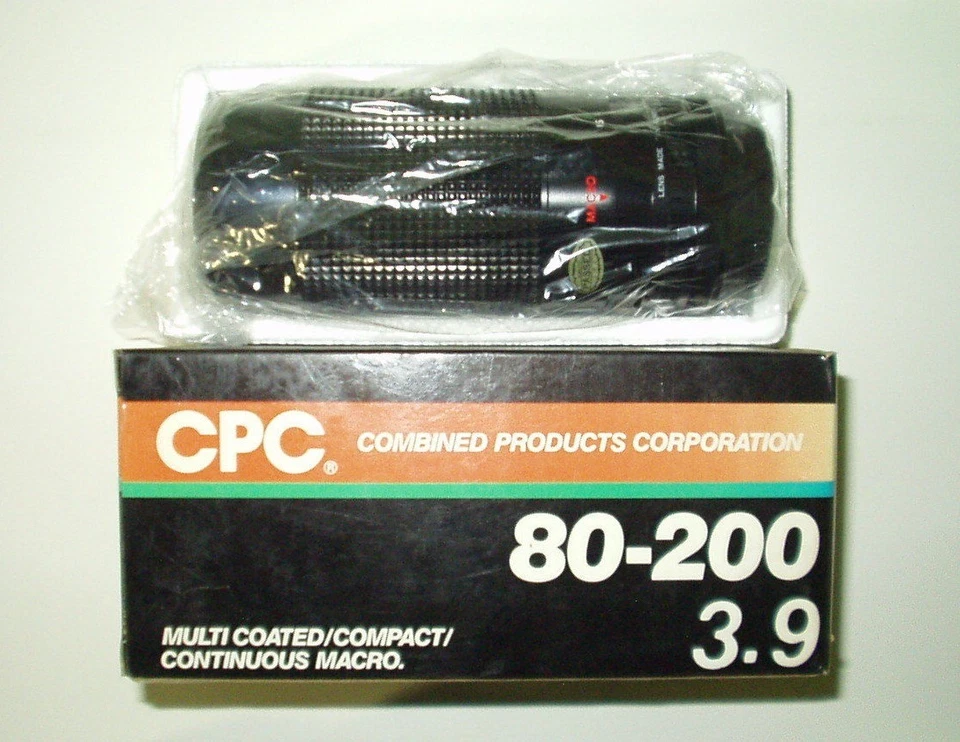 MACRO
LENS MADE
CPC®
COMBINED PRODUCTS CORPORATION
80-200
3.9
MULTI COATED/COMPACT/
CONTINUOUS MACRO.